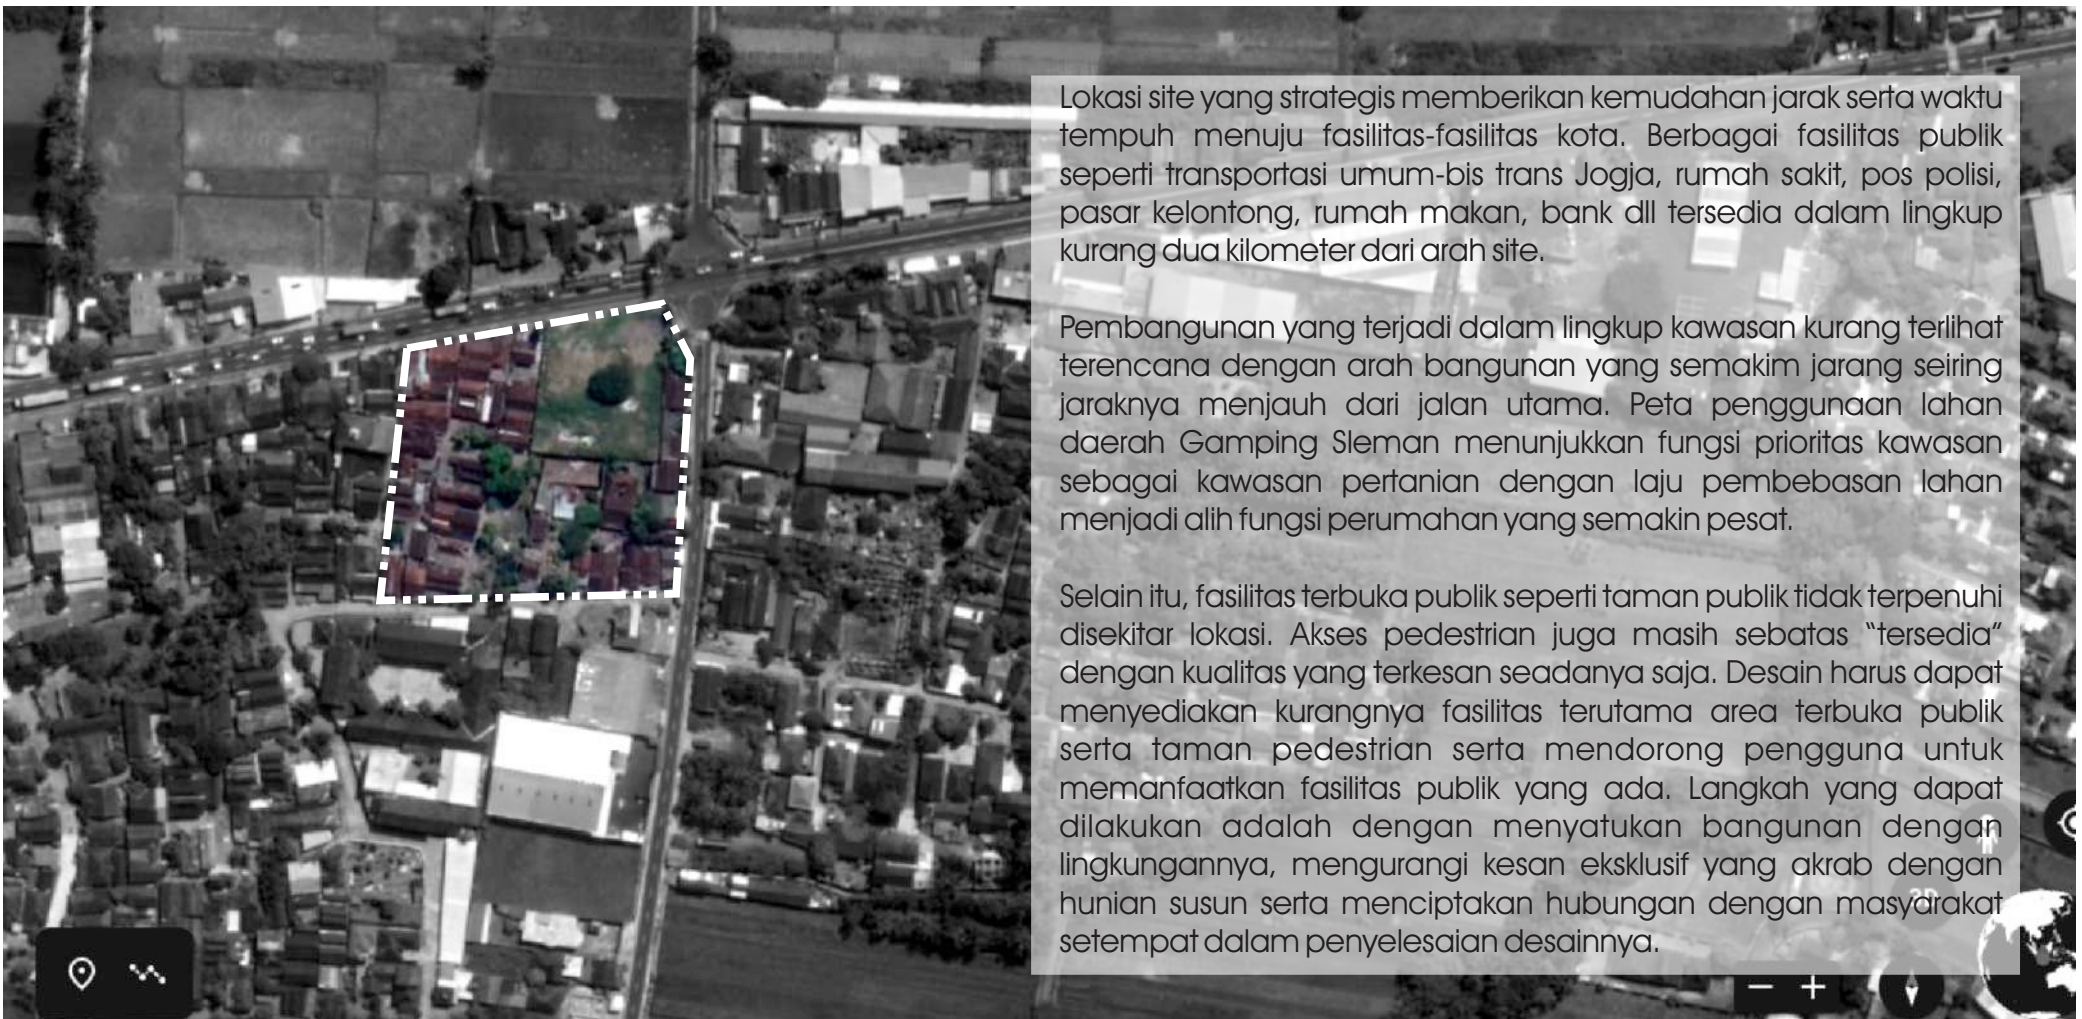 Lokasi site yang strategis memberikan kemudahan jarak serta waktu
tempuh menuju fasilitas-fasilitas kota. Berbagai fasilitas publik
seperti transportasi umum-bis trans Jogja, rumah sakit, pos polisi,
pasar kelontong, rumah makan, bank dll tersedia dalam lingkup
kurang dua kilometer dari arah site.
Pembangunan yang terjadi dalam lingkup kawasan kurang terlihat
terencana dengan arah bangunan yang semakim jarang seiring
jaraknya menjauh dari jalan utama. Peta penggunaan lahan
daerah Gamping Sleman menunjukkan fungsi prioritas kawasan
sebagai kawasan pertanian dengan laju pembebasan lahan
menjadi alih fungsi perumahan yang semakin pesat.
Selain itu, fasilitas terbuka publik seperti taman publik tidak terpenuhi
disekitar lokasi. Akses pedestrian juga masih sebatas "tersedia"
dengan kualitas yang terkesan seadanya saja. Desain harus dapat
menyediakan kurangnya fasilitas terutama area terbuka publik
serta taman pedestrian serta mendorong pengguna untuk
memanfaatkan fasilitas publik yang ada. Langkah yang dapat
dilakukan adalah dengan menyatukan bangunan dengan
lingkungannya, mengurangi kesan eksklusif yang akrab dengan
hunian susun serta menciptakan hubungan dengan masyarakat
setempat dalam penyelesaian desainnya.
3D